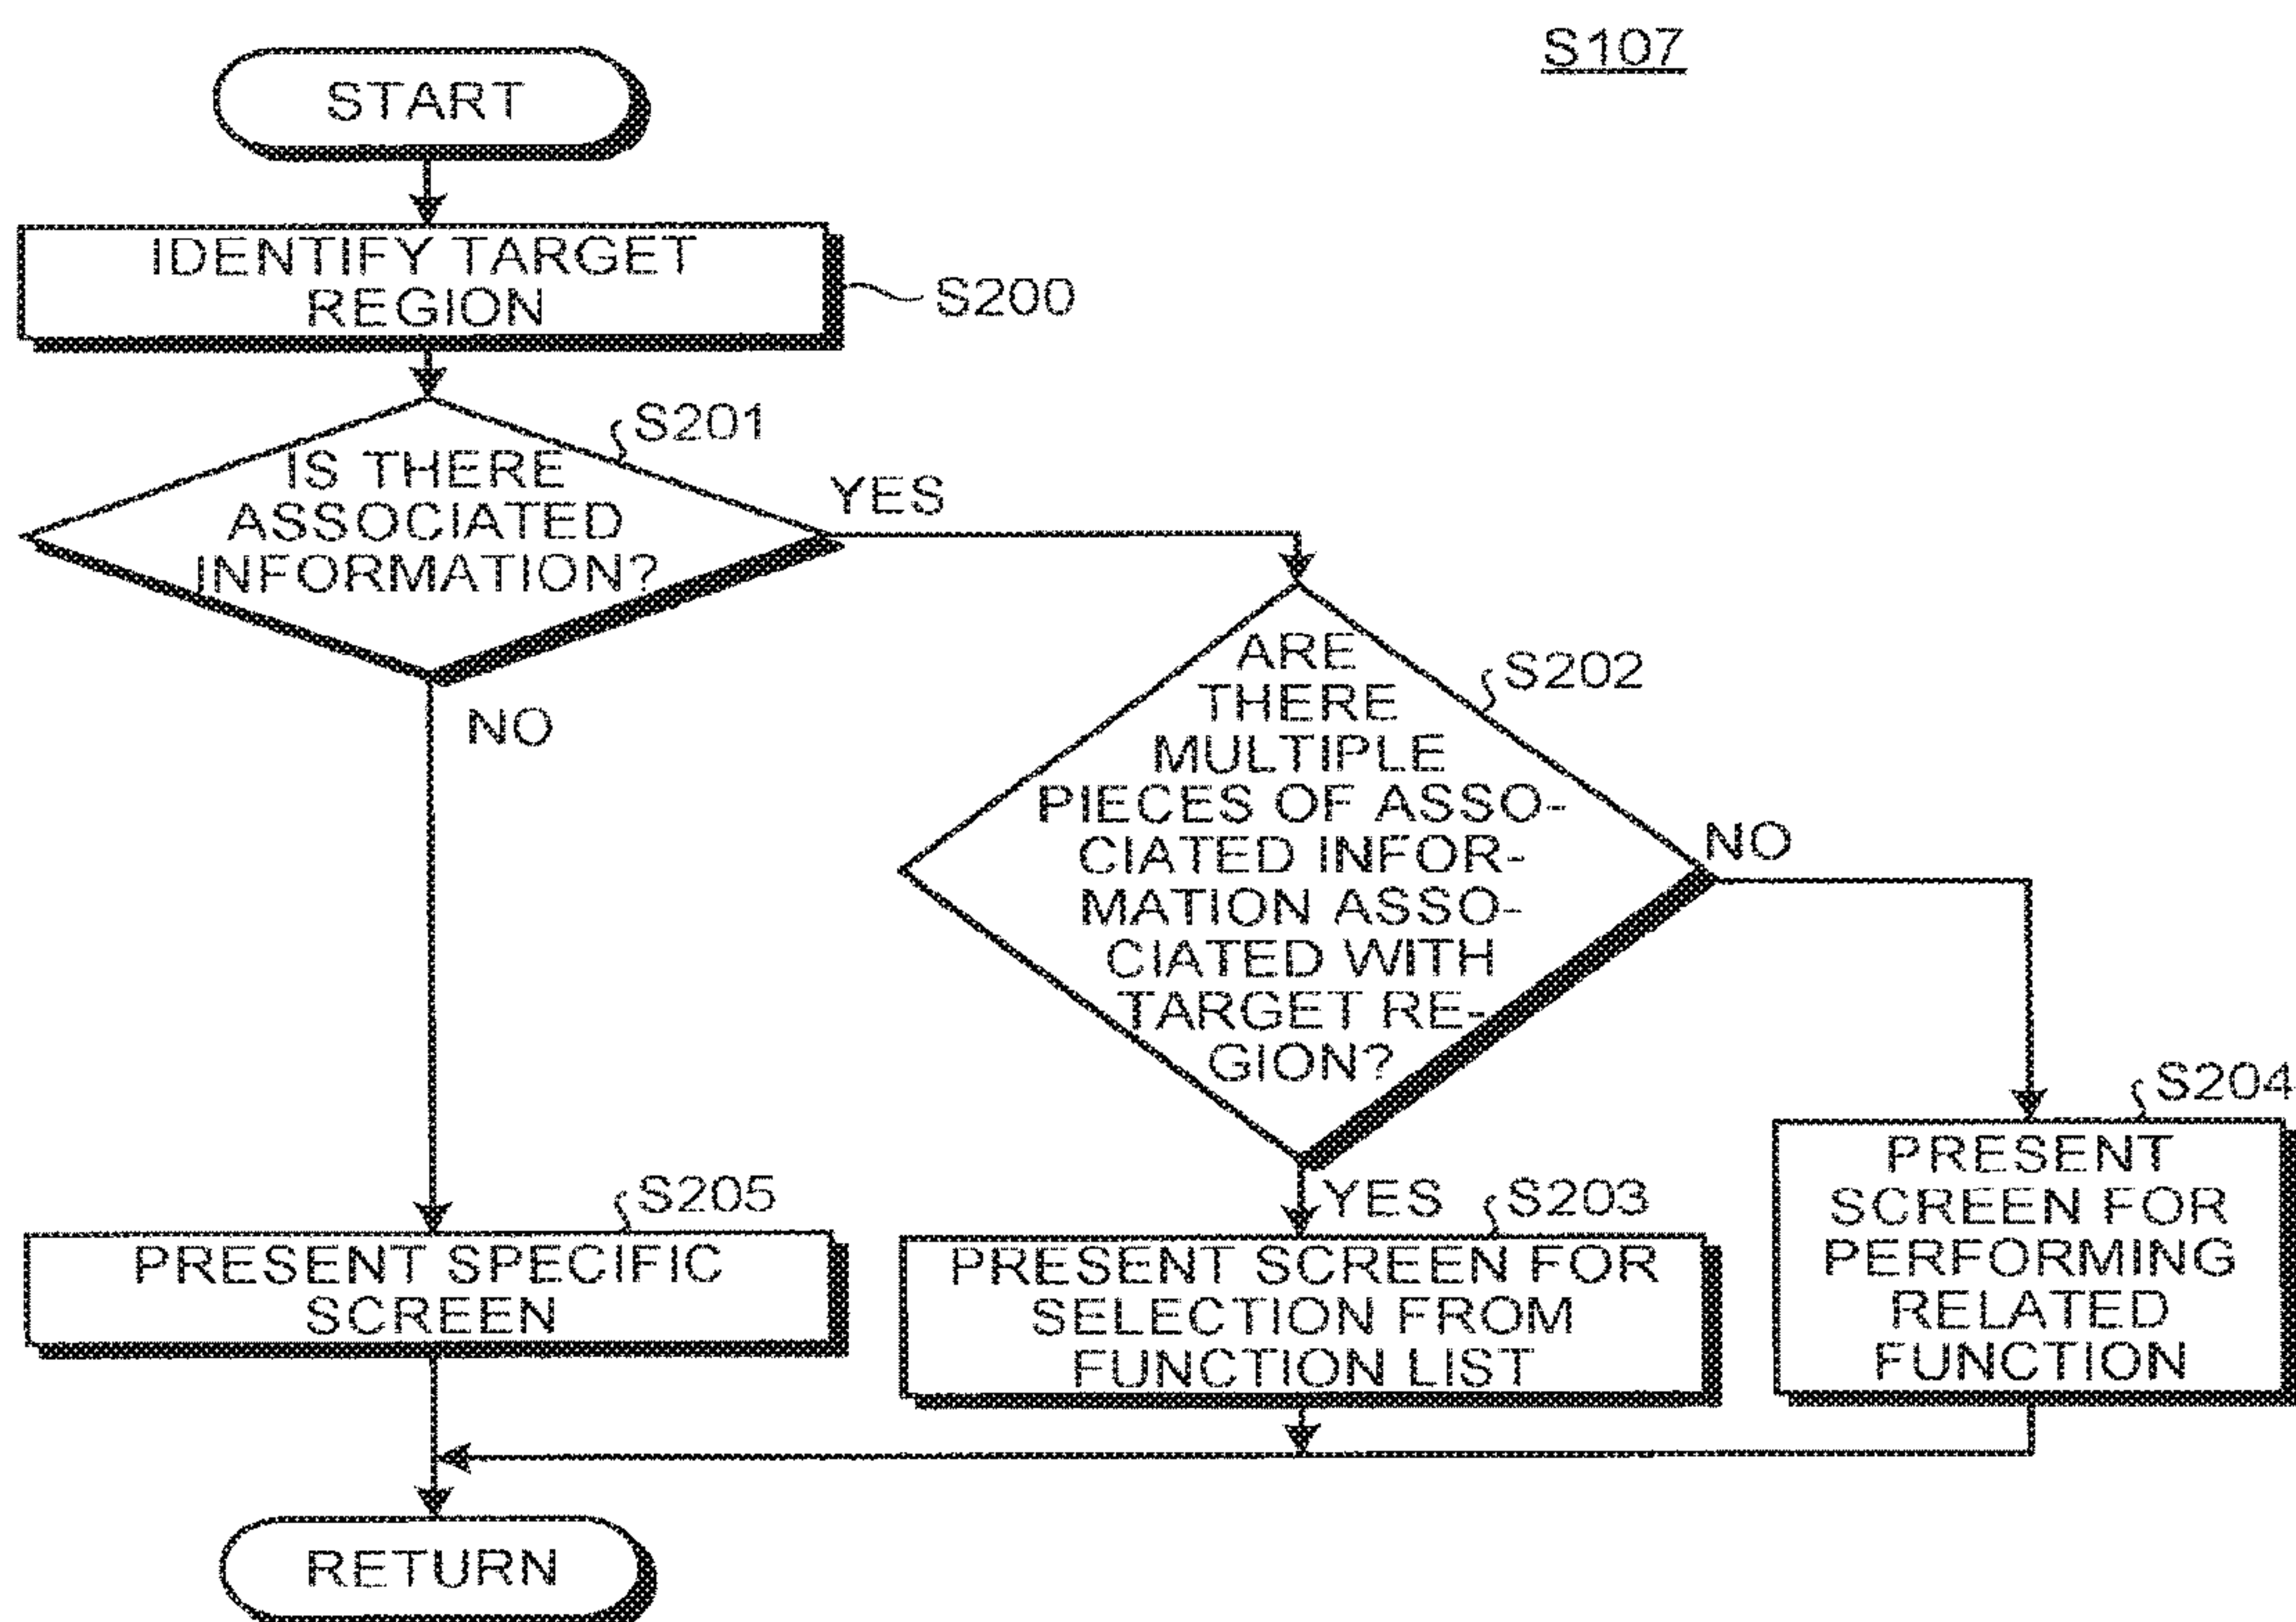 S107
START
IDENTIFY TARGET
REGION
S200
S201
IS THERE
ASSOCIATED
INFORMATION?
YES
NO
S202
ARE
THERE
MULTIPLE
PIECES OF ASSO-
CIATED INFOR-
MATION ASSO-
CIATED WITH
TARGET RE-
GION?
NO
YES
S205
PRESENT SPECIFIC
SCREEN
S203
PRESENT SCREEN FOR
SELECTION FROM
FUNCTION LIST
S204
PRESENT
SCREEN FOR
PERFORMING
RELATED
FUNCTION
RETURN